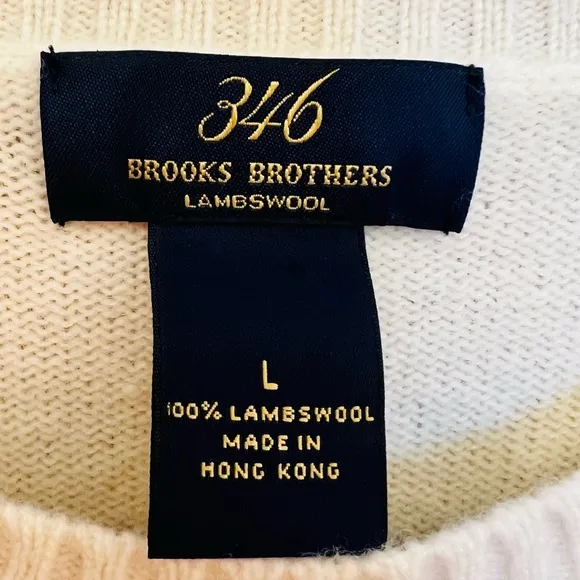 346
BROOKS BROTHERS
LAMBSWOOL
L
100% LAMBSWOOL
MADE IN
HONG KONG